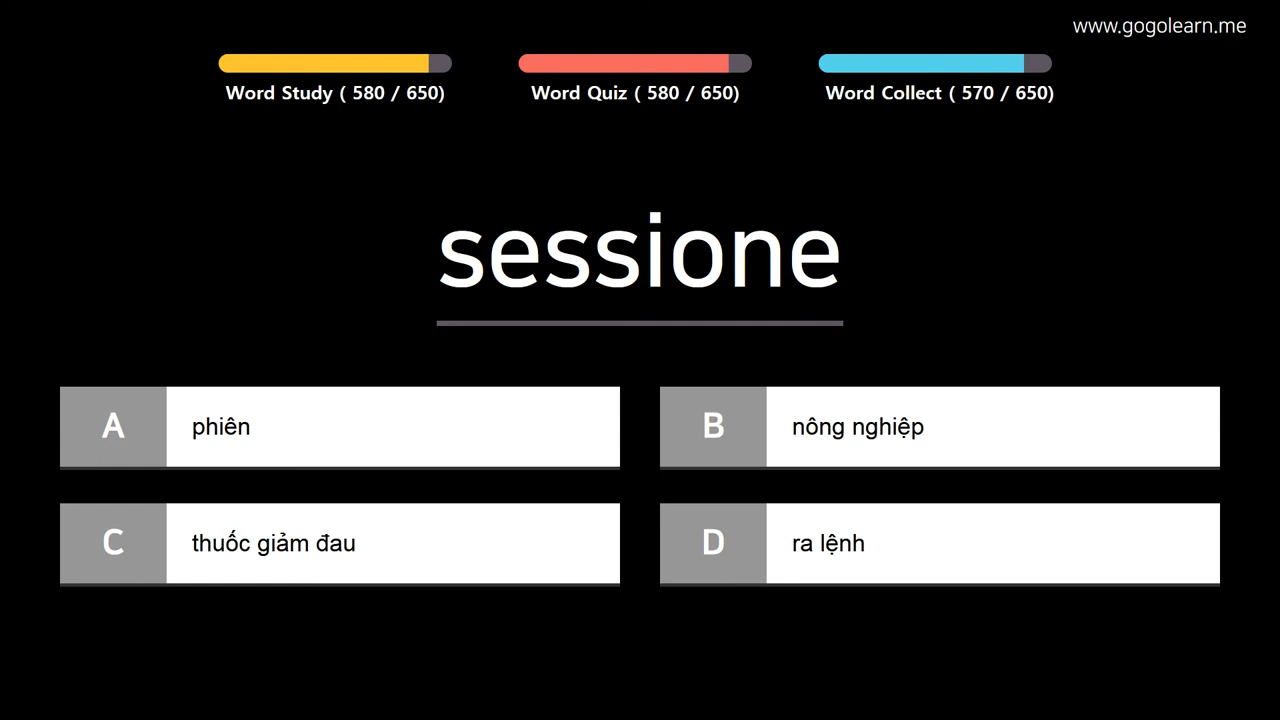 www.gogolearn.me
Word Study ( 580 / 650)
Word Quiz ( 580 / 650)
Word Collect ( 570 / 650)
sessione
A phiên
B nông nghiệp
C thuốc giảm đau
D ra lệnh